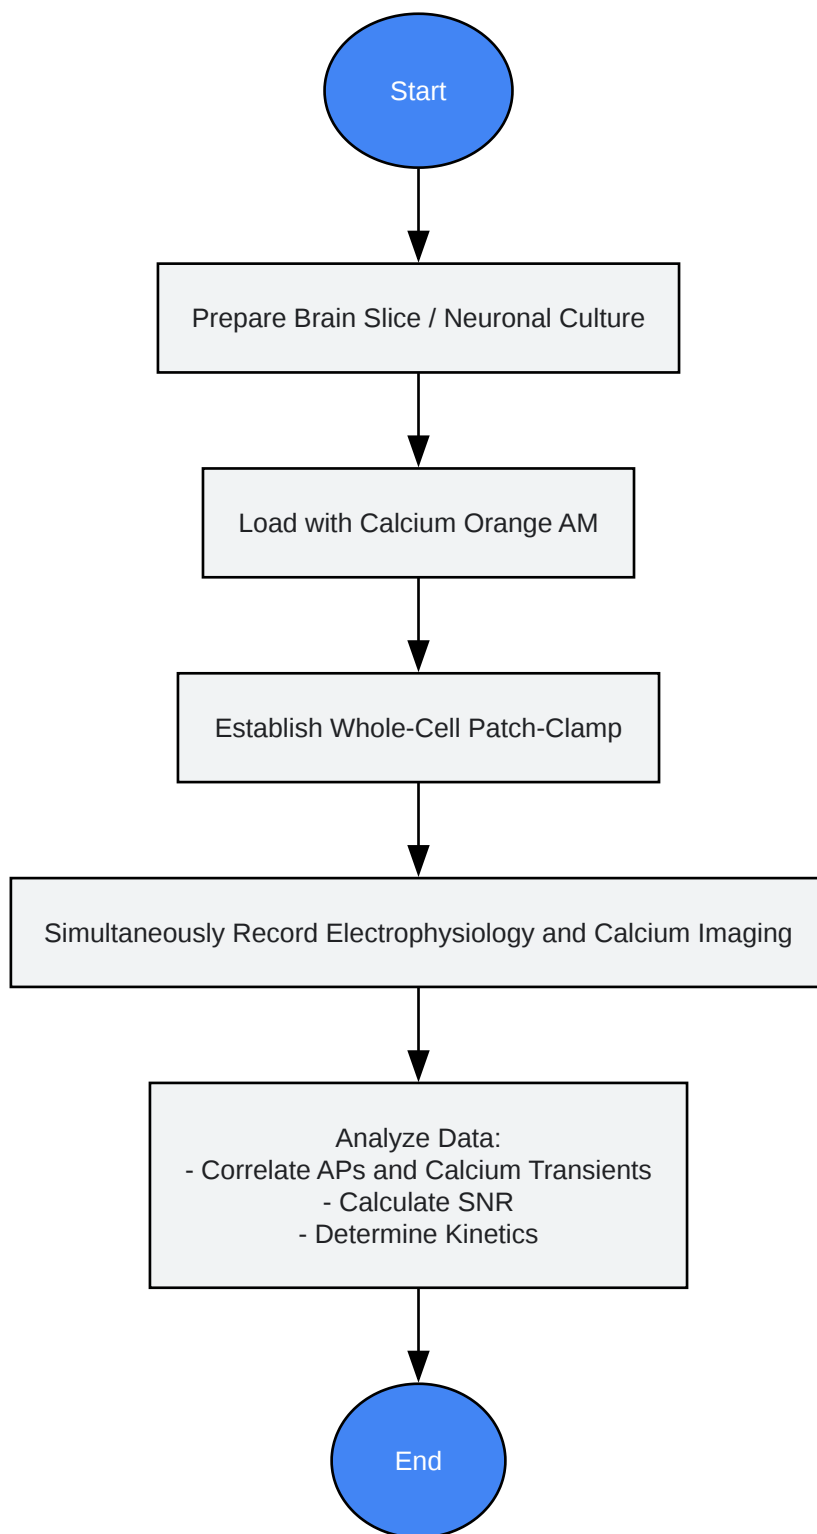 Start
Prepare Brain Slice / Neuronal Culture
Load with Calcium Orange AM
Establish Whole-Cell Patch-Clamp
Simultaneously Record Electrophysiology and Calcium Imaging
Analyze Data:
- Correlate APs and Calcium Transients
- Calculate SNR
- Determine Kinetics
End